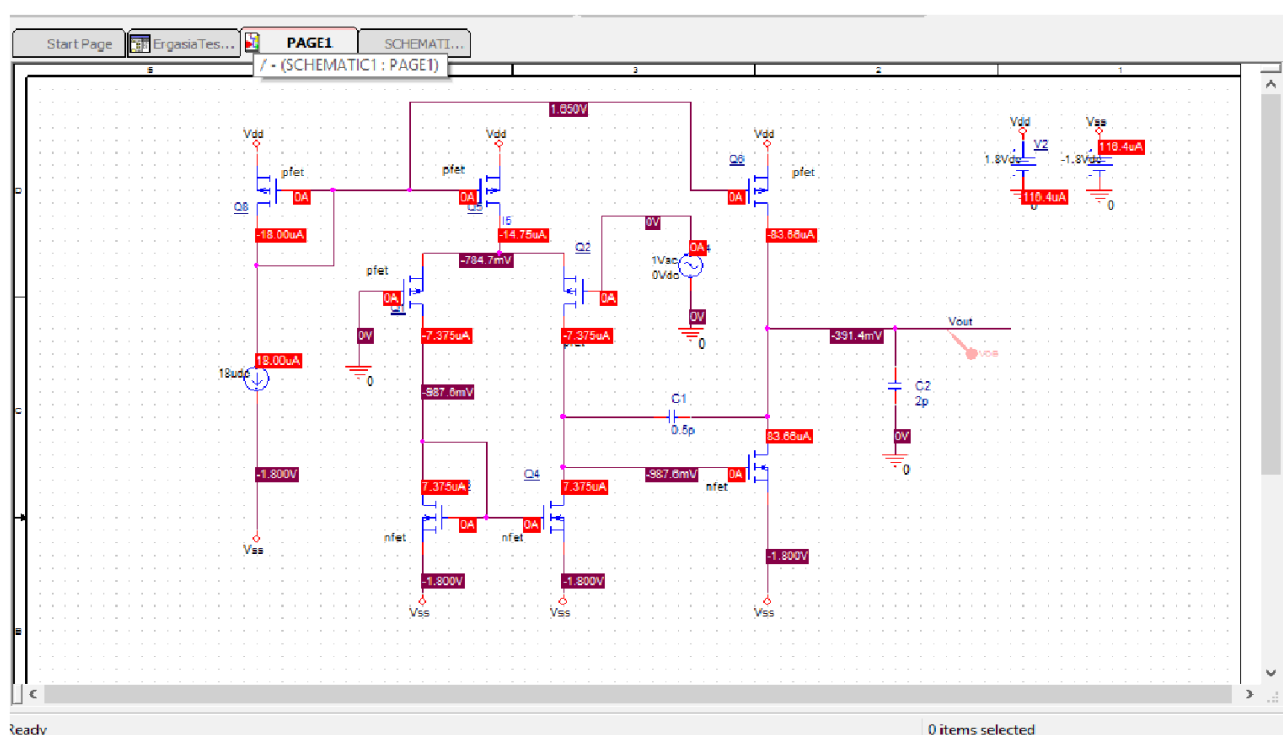 Start Page
ErgasiaTes...
PAGE1
SCHEMATI...
/ - (SCHEMATIC1 : PAGE1)
5
3
2
1
1.650V
Vdd
Vdd
Vdd
Vdd
Vss
V2
1.8Vdc
-1.8Vdc
116.4uA
116.4uA
0
0
pfet
pfet
Q6
pfet
D
0A
0A
0A
Q8
Q5
I5
-18.00uA
-14.75uA
-83.66uA
0V
Q2
0A
-784.7mV
1Vac
0Vdc
pfet
0A
0A
Q1
0V
-7.375uA
-7.375uA
0V
0
Vout
-391.4mV
18.00uA
0
-987.6mV
C1
0.5p
C2
2p
C
83.66uA
0V
0
-1.800V
Q4
-987.6mV
0A
nfet
7.375uA
7.375uA
0A
0A
nfet
nfet
Vss
-1.800V
-1.800V
-1.800V
Vss
Vss
Vss
B
Ready
0 items selected